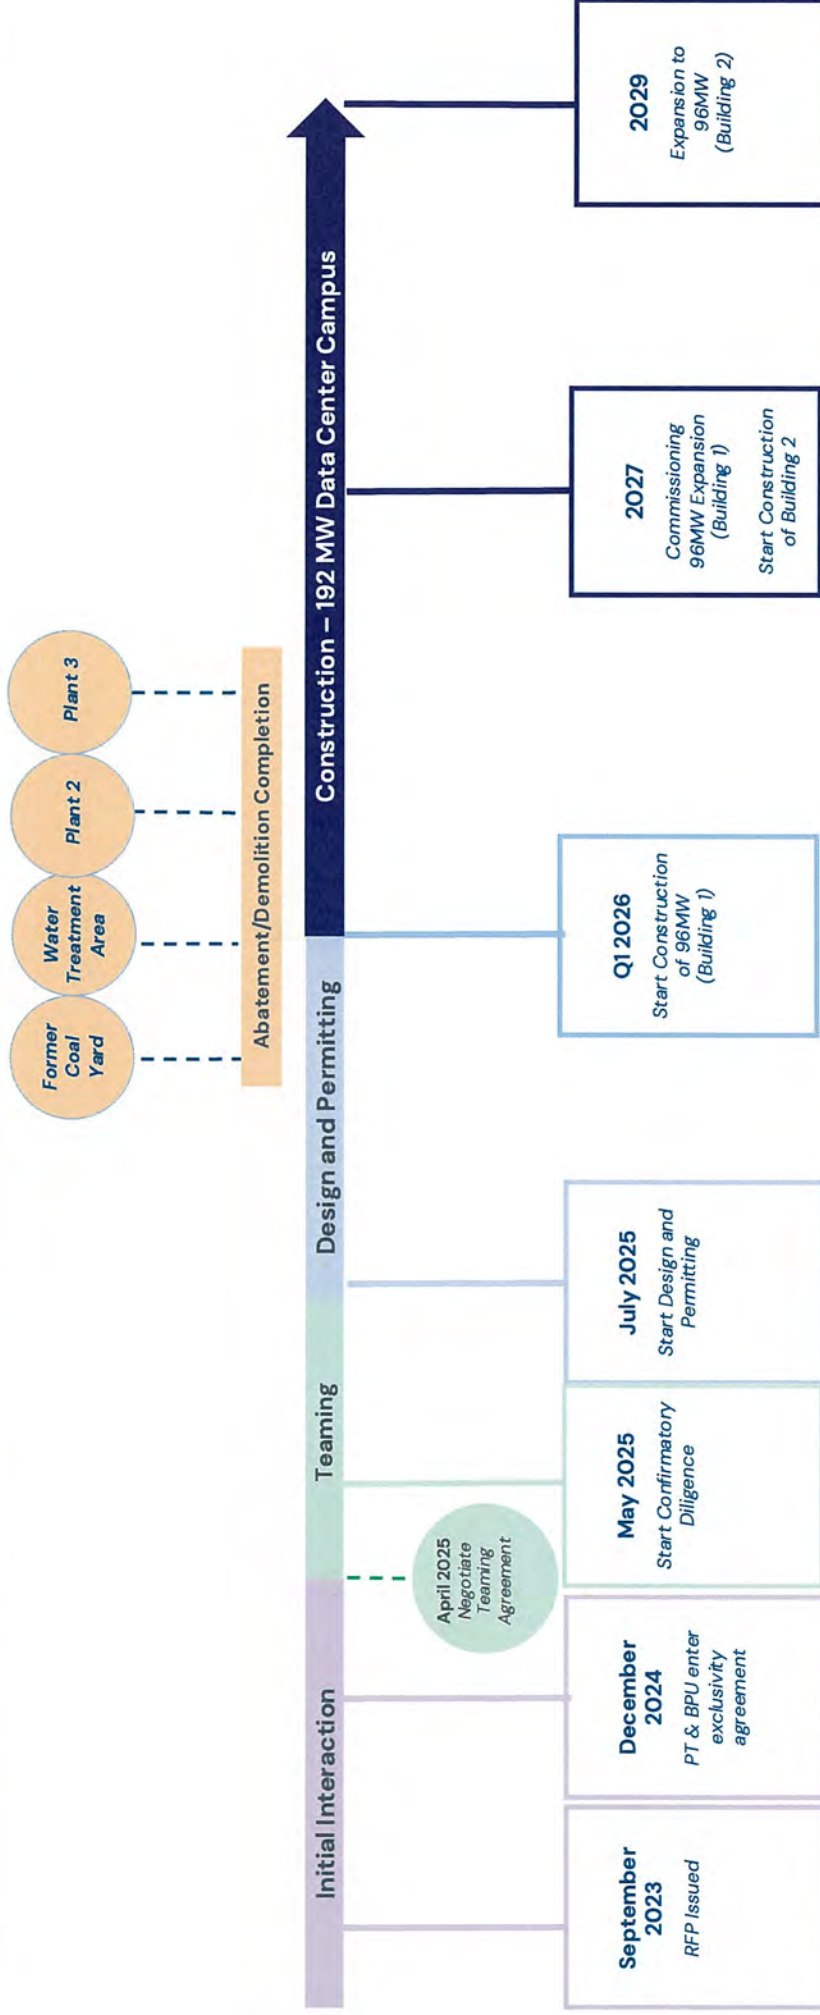 Former
Coal
Yard
Water
Treatment
Area
Plant 2
Plant 3
Abatement/Demolition Completion
Initial Interaction
Teaming
Design and Permitting
Construction – 192 MW Data Center Campus
April 2025
Negotiate
Teaming
Agreement
September
2023
RFP Issued
December
2024
PT & BPU enter
exclusivity
agreement
May 2025
Start Confirmatory
Diligence
July 2025
Start Design and
Permitting
Q1 2026
Start Construction
of 96MW
(Building 1)
2027
Commissioning
96MW Expansion
(Building 1)
Start Construction
of Building 2
2029
Expansion to
96MW
(Building 2)